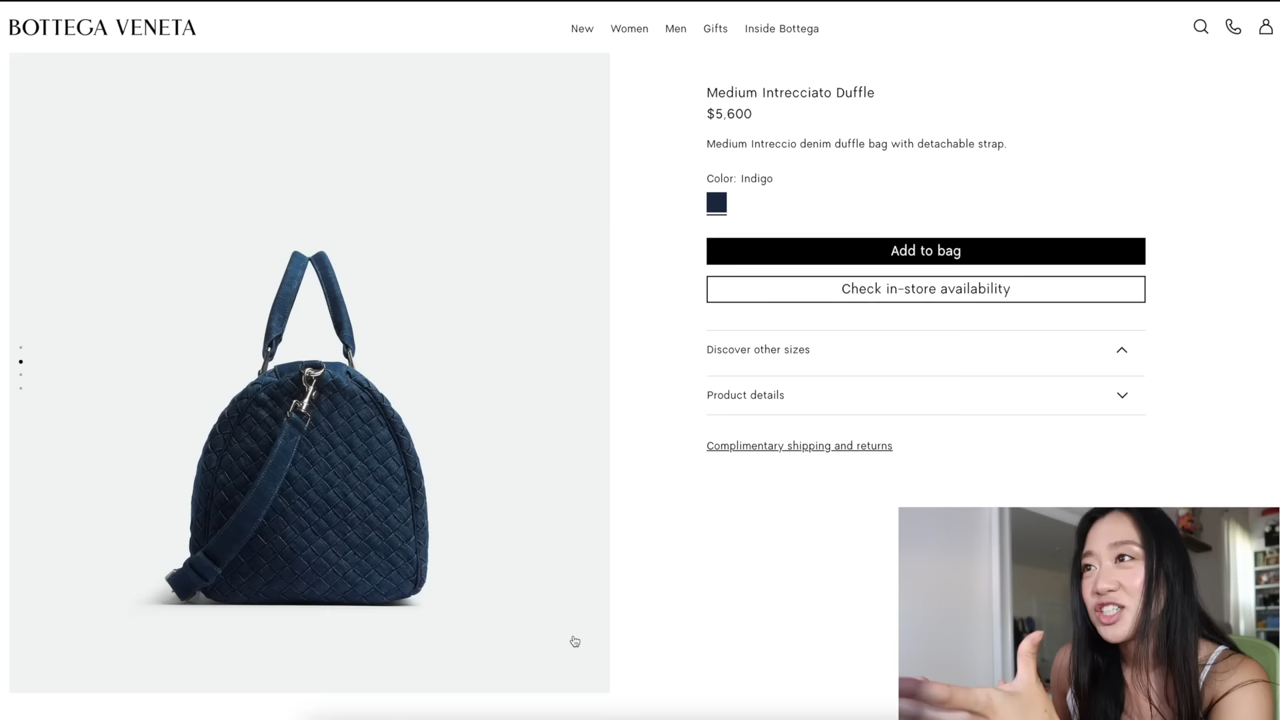 BOTTEGA VENETA
New Women Men Gifts Inside Bottega
Medium Intrecciato Duffle
$5,600
Medium Intreccio denim duffle bag with detachable strap.
Color: Indigo
Add to bag
Check in-store availability
Discover other sizes
Product details
Complimentary shipping and returns